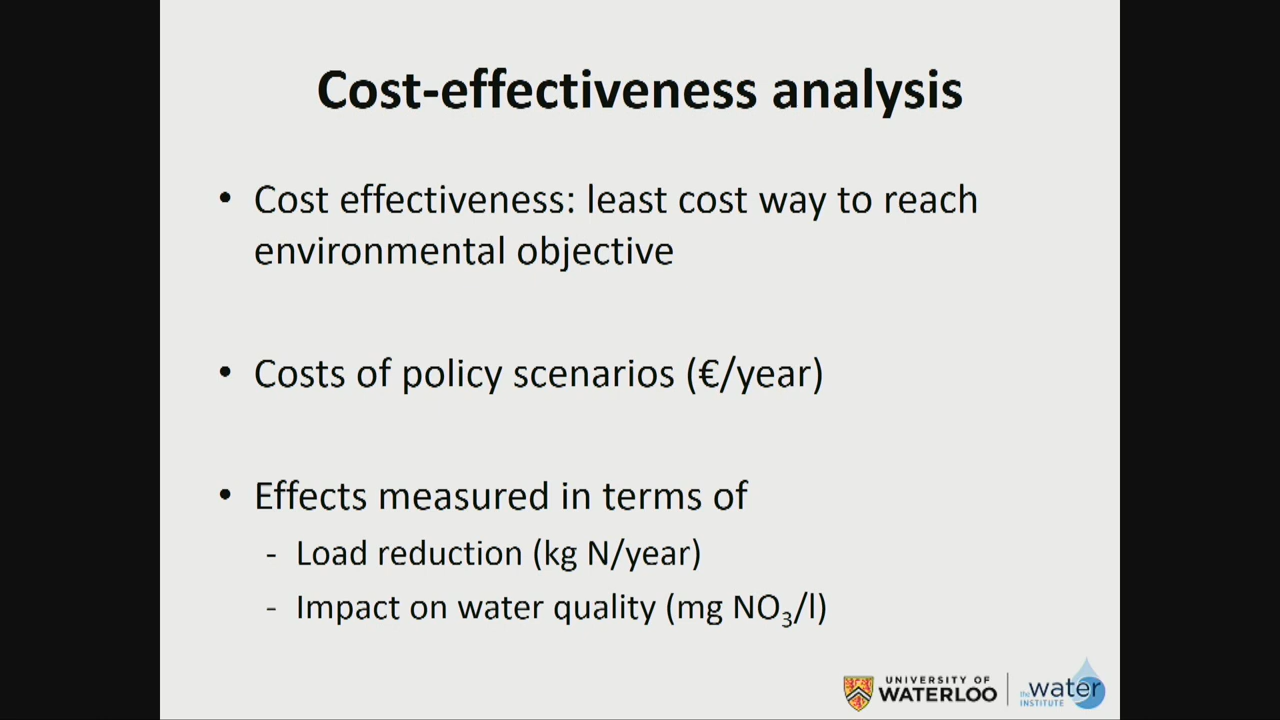 Cost-effectiveness analysis
• Cost effectiveness: least cost way to reach
environmental objective
• Costs of policy scenarios (€/year)
• Effects measured in terms of
- Load reduction (kg N/year)
- Impact on water quality (mg NO₃/l)
UNIVERSITY OF
WATERLOO
the water
INSTITUTE